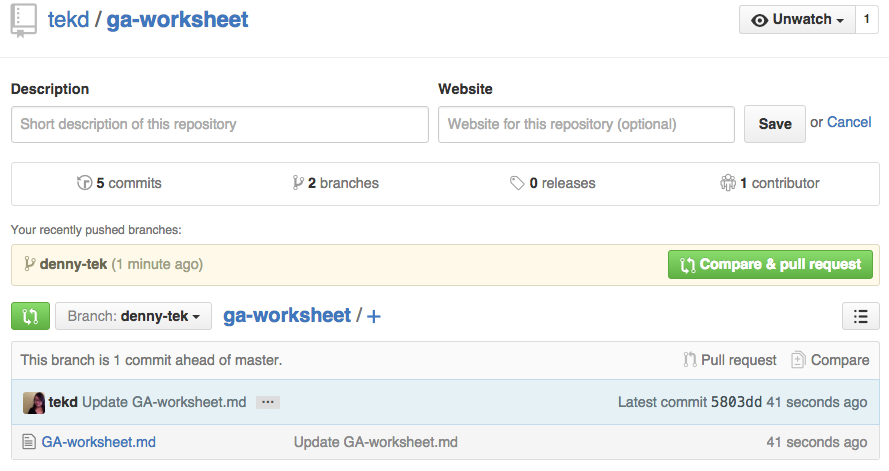 tekd / ga-worksheet
Unwatch 1
Description Website
Short description of this repository Website for this repository (optional) Save or Cancel
5 commits 2 branches 0 releases 1 contributor
Your recently pushed branches:
denny-tek (1 minute ago) Compare & pull request
Branch: denny-tek ga-worksheet / +
This branch is 1 commit ahead of master. Pull request Compare
tekd Update GA-worksheet.md ... Latest commit 5803dd 41 seconds ago
GA-worksheet.md Update GA-worksheet.md 41 seconds ago